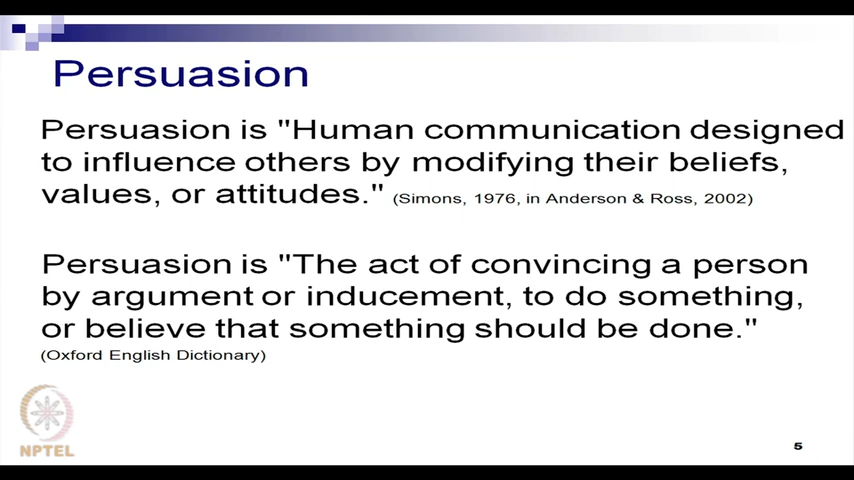 Persuasion
Persuasion is "Human communication designed
to influence others by modifying their beliefs,
values, or attitudes." (Simons, 1976, in Anderson & Ross, 2002)
Persuasion is "The act of convincing a person
by argument or inducement, to do something,
or believe that something should be done."
(Oxford English Dictionary)
NPTEL
5